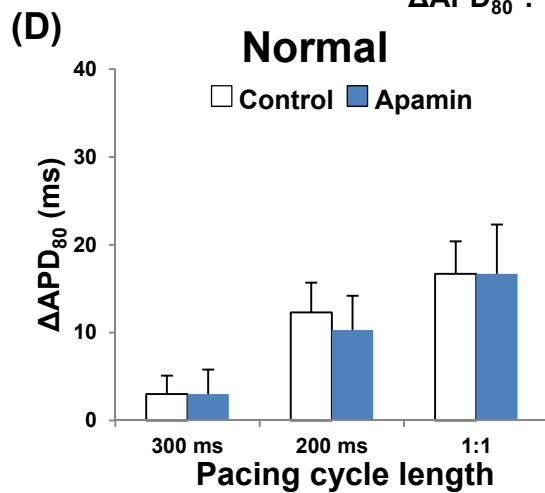 ΔAPD80 :
(D)
Normal
Control Apamin
40
30
20
10
0
ΔAPD80 (ms)
300 ms 200 ms 1:1
Pacing cycle length